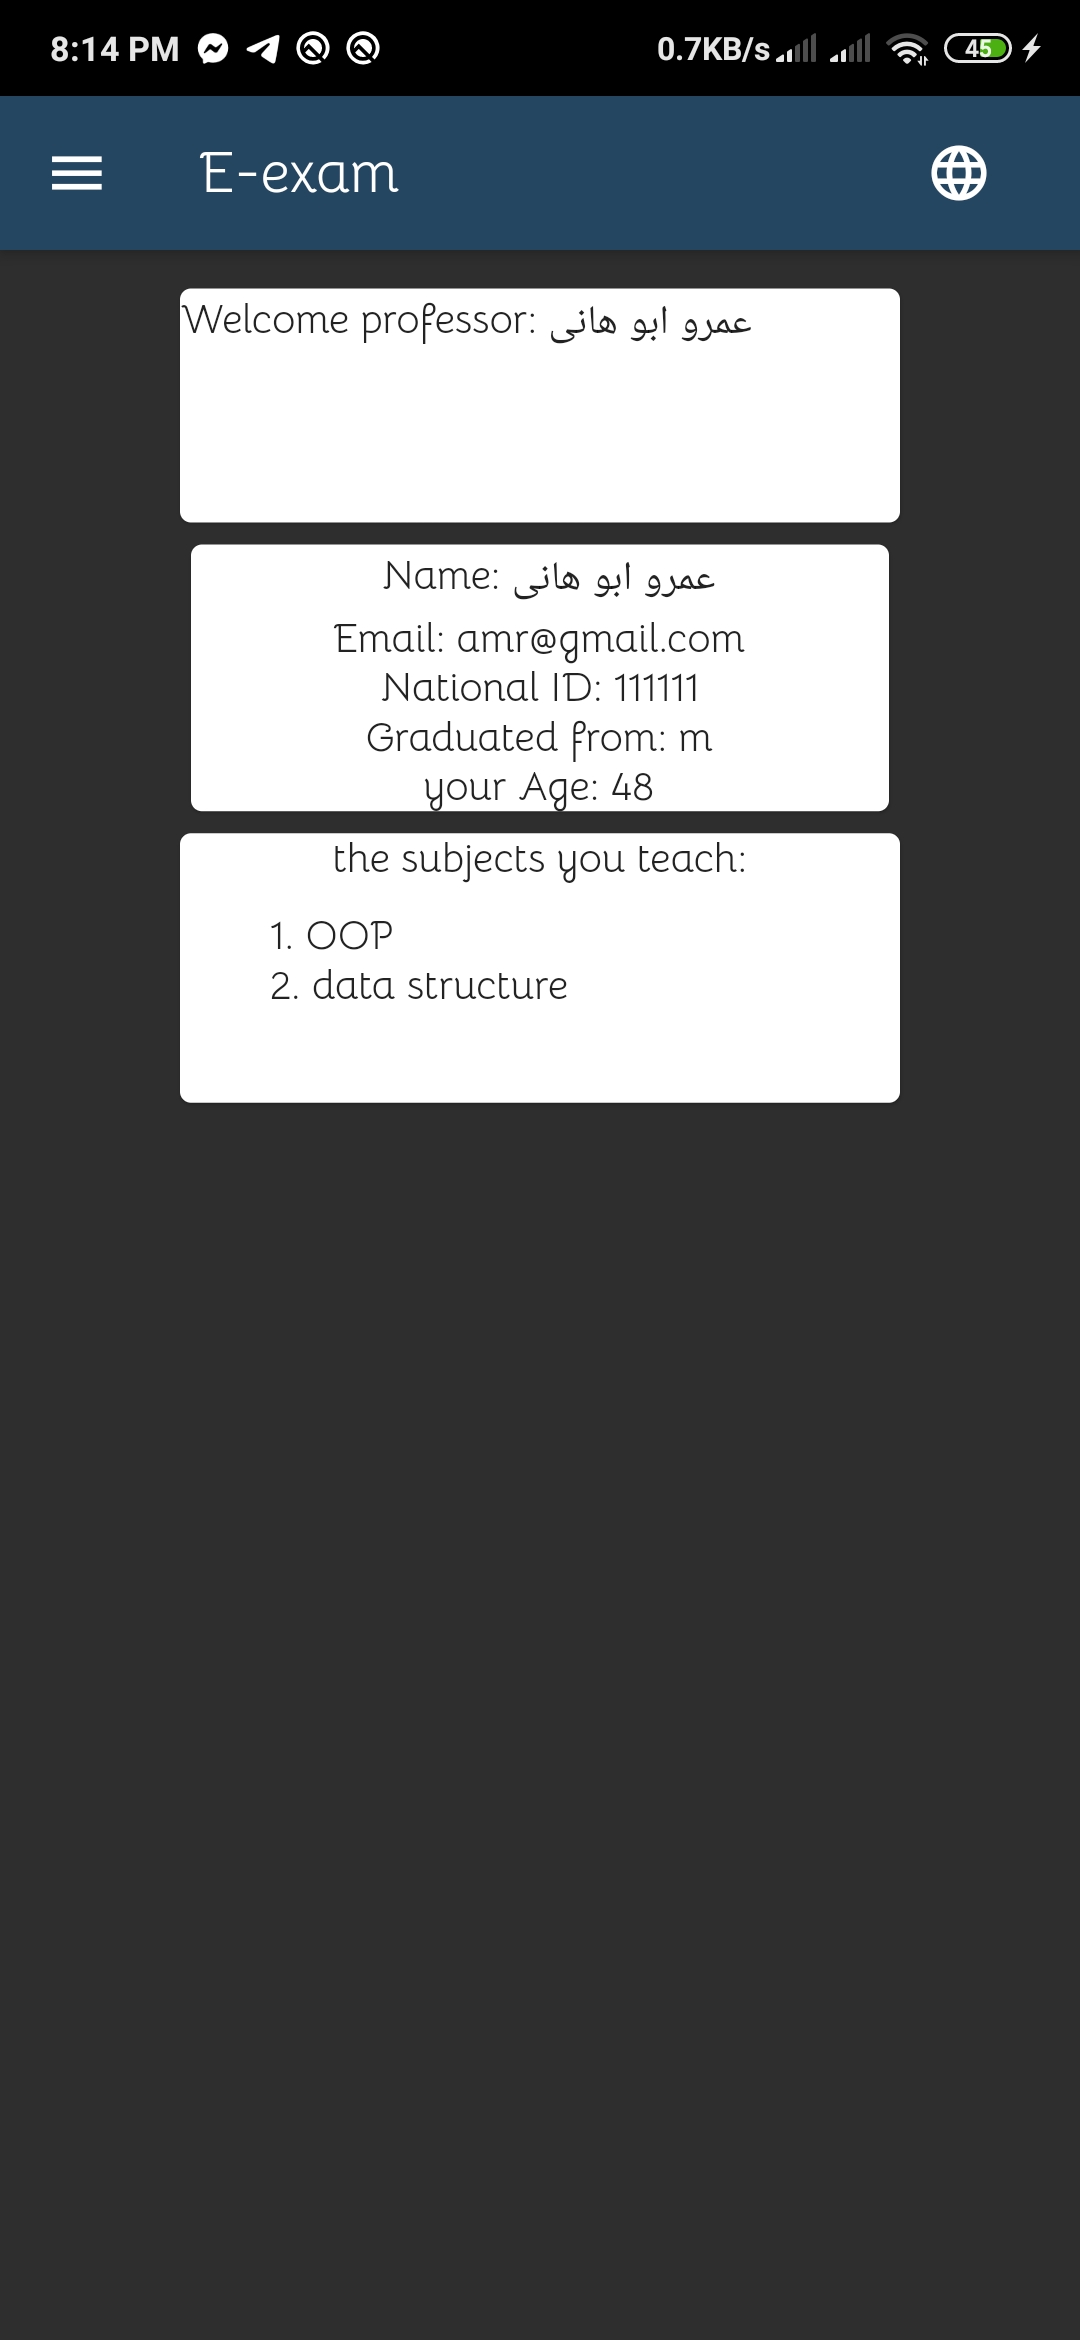 8:14 PM 0.7KB/s 45
E-exam
Welcome professor: عمرو ابو هانى
Name: عمرو ابو هانى
Email: amr@gmail.com
National ID: 111111
Graduated from: m
your Age: 48
the subjects you teach:
1. OOP
2. data structure